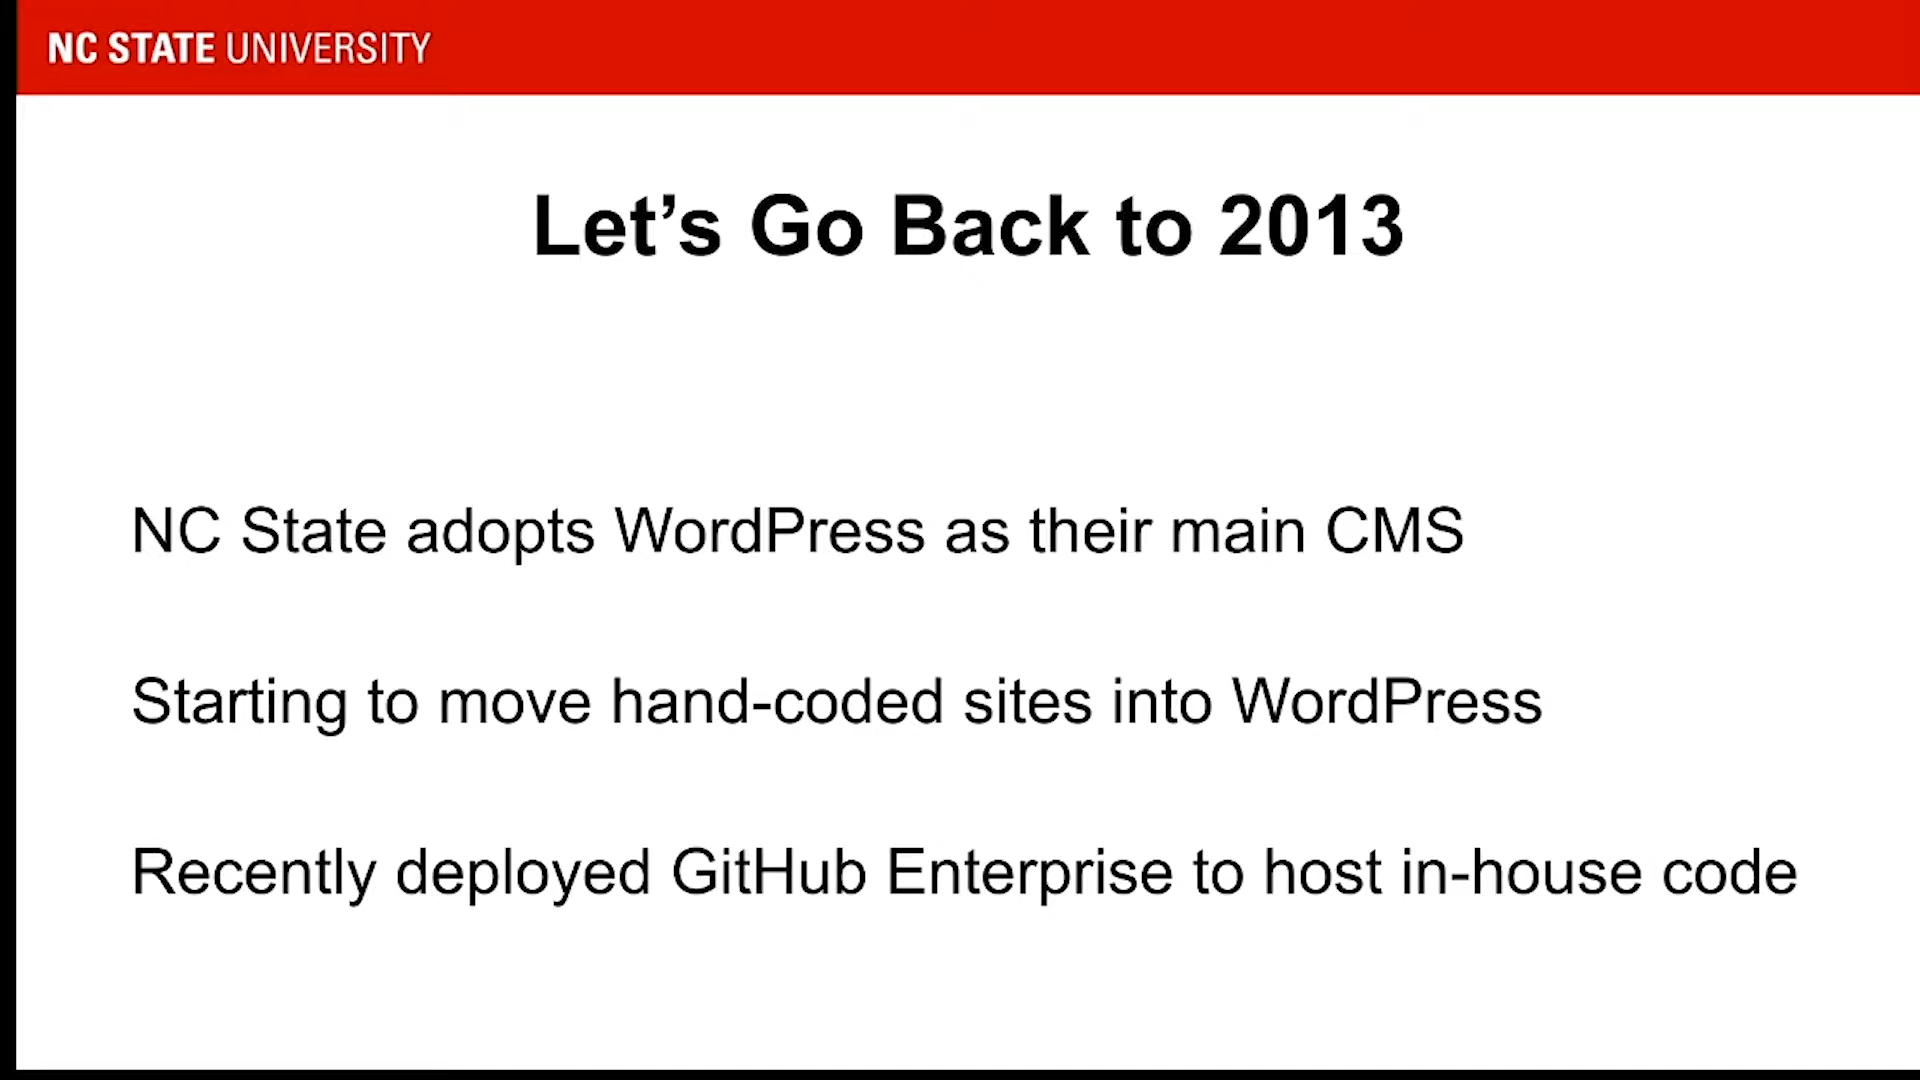 NC STATE UNIVERSITY
Let’s Go Back to 2013
NC State adopts WordPress as their main CMS
Starting to move hand-coded sites into WordPress
Recently deployed GitHub Enterprise to host in-house code